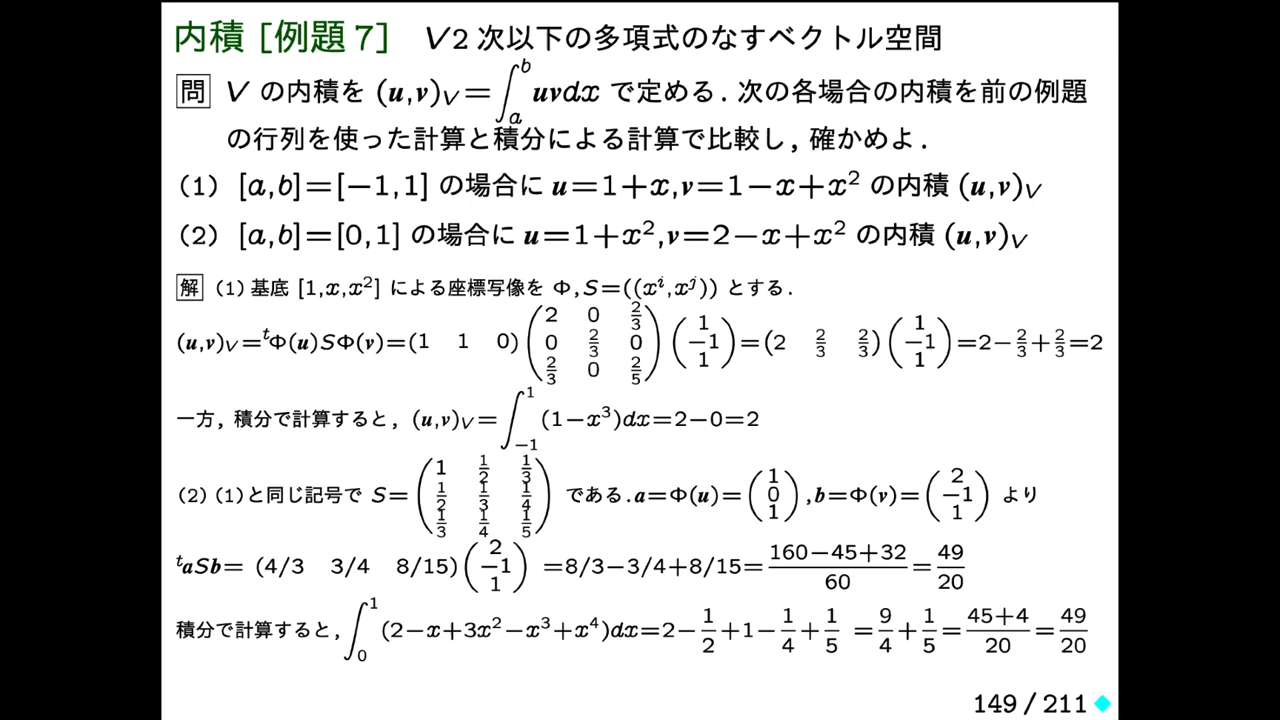 内積 [例題 7] V 2 次以下の多項式のなすベクトル空間
問 V の内積を (u,v)_V=∫_a^b uvdx で定める. 次の各場合の内積を前の例題
の行列を使った計算と積分による計算で比較し, 確かめよ.
(1) [a,b]=[−1,1] の場合に u=1+x,v=1−x+x² の内積 (u,v)_V
(2) [a,b]=[0,1] の場合に u=1+x²,v=2−x+x² の内積 (u,v)_V
解 (1) 基底 [1,x,x²] による座標写像を Φ,S=((xⁱ,xʲ)) とする.
(u,v)_V=ᵗΦ(u)SΦ(v)=(1 1 0)(2 0 2/3; 0 2/3 0; 2/3 0 2/5)(1; −1; 1)=(2 2/3 2/3)(1; −1; 1)=2−2/3+2/3=2
一方, 積分で計算すると, (u,v)_V=∫_{−1}^1 (1−x³)dx=2−0=2
(2) (1)と同じ記号で S=(1 1/2 1/3; 1/2 1/3 1/4; 1/3 1/4 1/5) である.a=Φ(u)=(1; 0; 1),b=Φ(v)=(2; −1; 1) より
ᵗaSb= (4/3 3/4 8/15)(2; −1; 1) =8/3−3/4+8/15=(160−45+32)/60=49/20
積分で計算すると,∫_0^1 (2−x+3x²−x³+x⁴)dx=2−1/2+1−1/4+1/5 =9/4+1/5=(45+4)/20=49/20
149 / 211